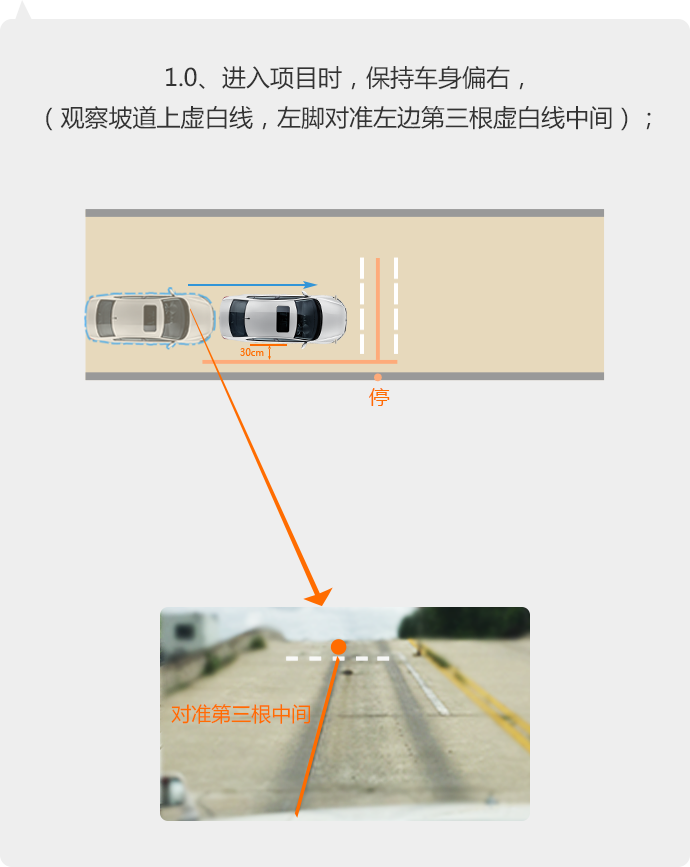 1.0、进入项目时，保持车身偏右，
（观察坡道上虚白线，左脚对准左边第三根虚白线中间）；
30cm
停
对准第三根中间